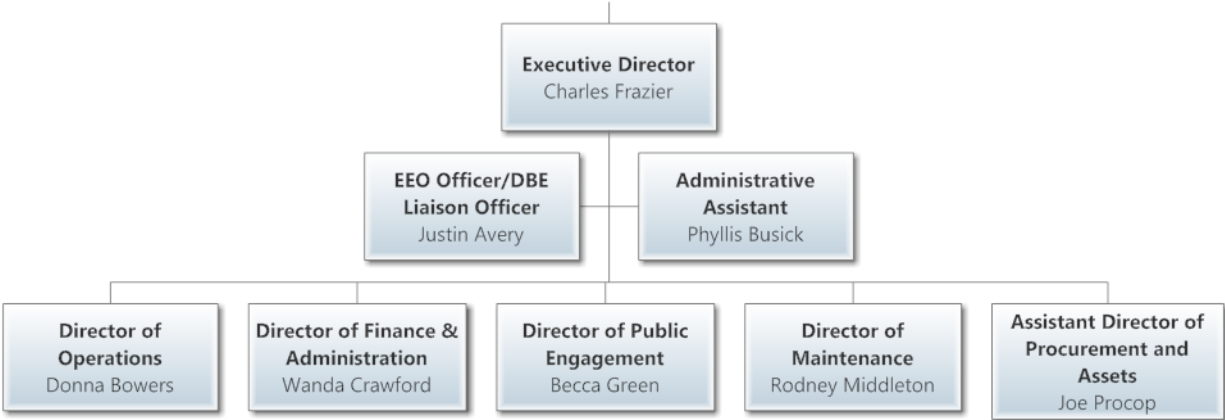 Executive Director
Charles Frazier
EEO Officer/DBE
Liaison Officer
Justin Avery
Administrative
Assistant
Phyllis Busick
Director of
Operations
Donna Bowers
Director of Finance &
Administration
Wanda Crawford
Director of Public
Engagement
Becca Green
Director of
Maintenance
Rodney Middleton
Assistant Director of
Procurement and
Assets
Joe Procop